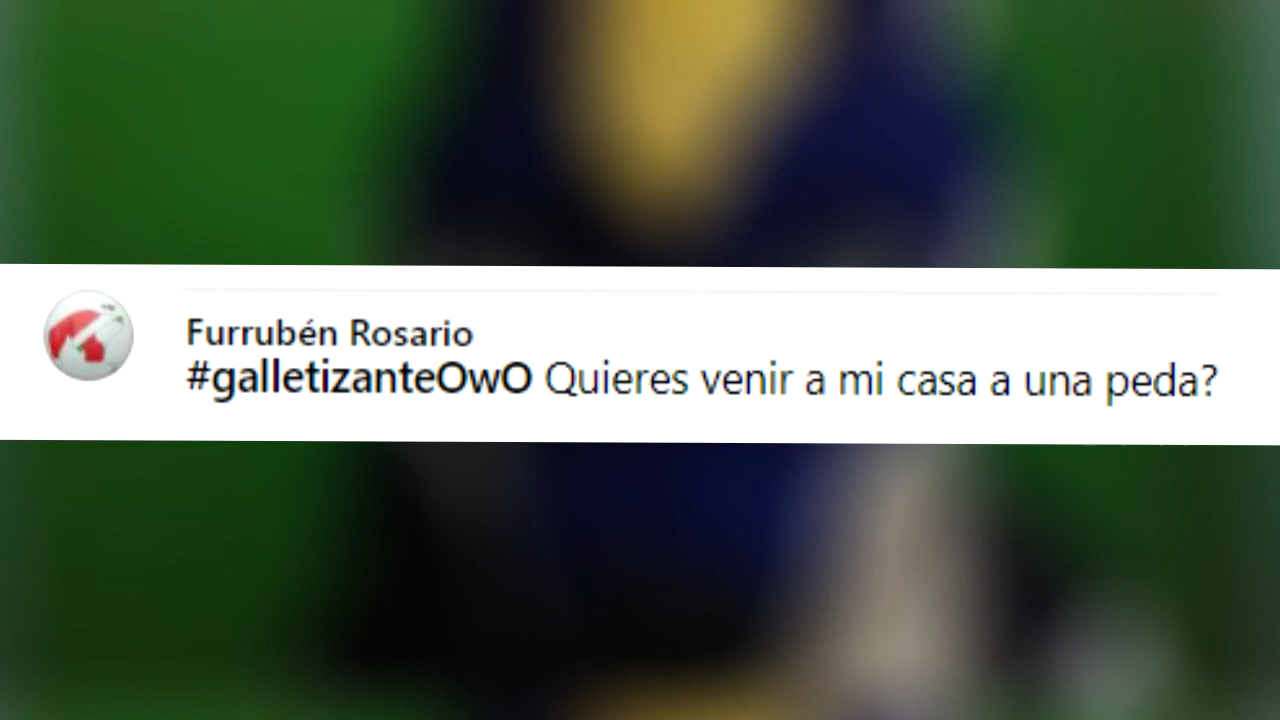 Furrubén Rosario
#galletizanteOwO Quieres venir a mi casa a una peda?